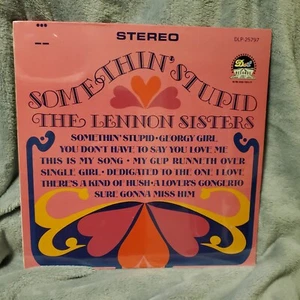 STEREO
DLP-25797
Dot
RECORDS
SOMETHIN' STUPID
THE LENNON SISTERS
SOMETHIN' STUPID • GEORGY GIRL
YOU DON'T HAVE TO SAY YOU LOVE ME
THIS IS MY SONG • MY CUP RUNNETH OVER
SINGLE GIRL • DEDICATED TO THE ONE I LOVE
THERE'S A KIND OF HUSH • A LOVER'S CONCERTO
SURE GONNA MISS HIM